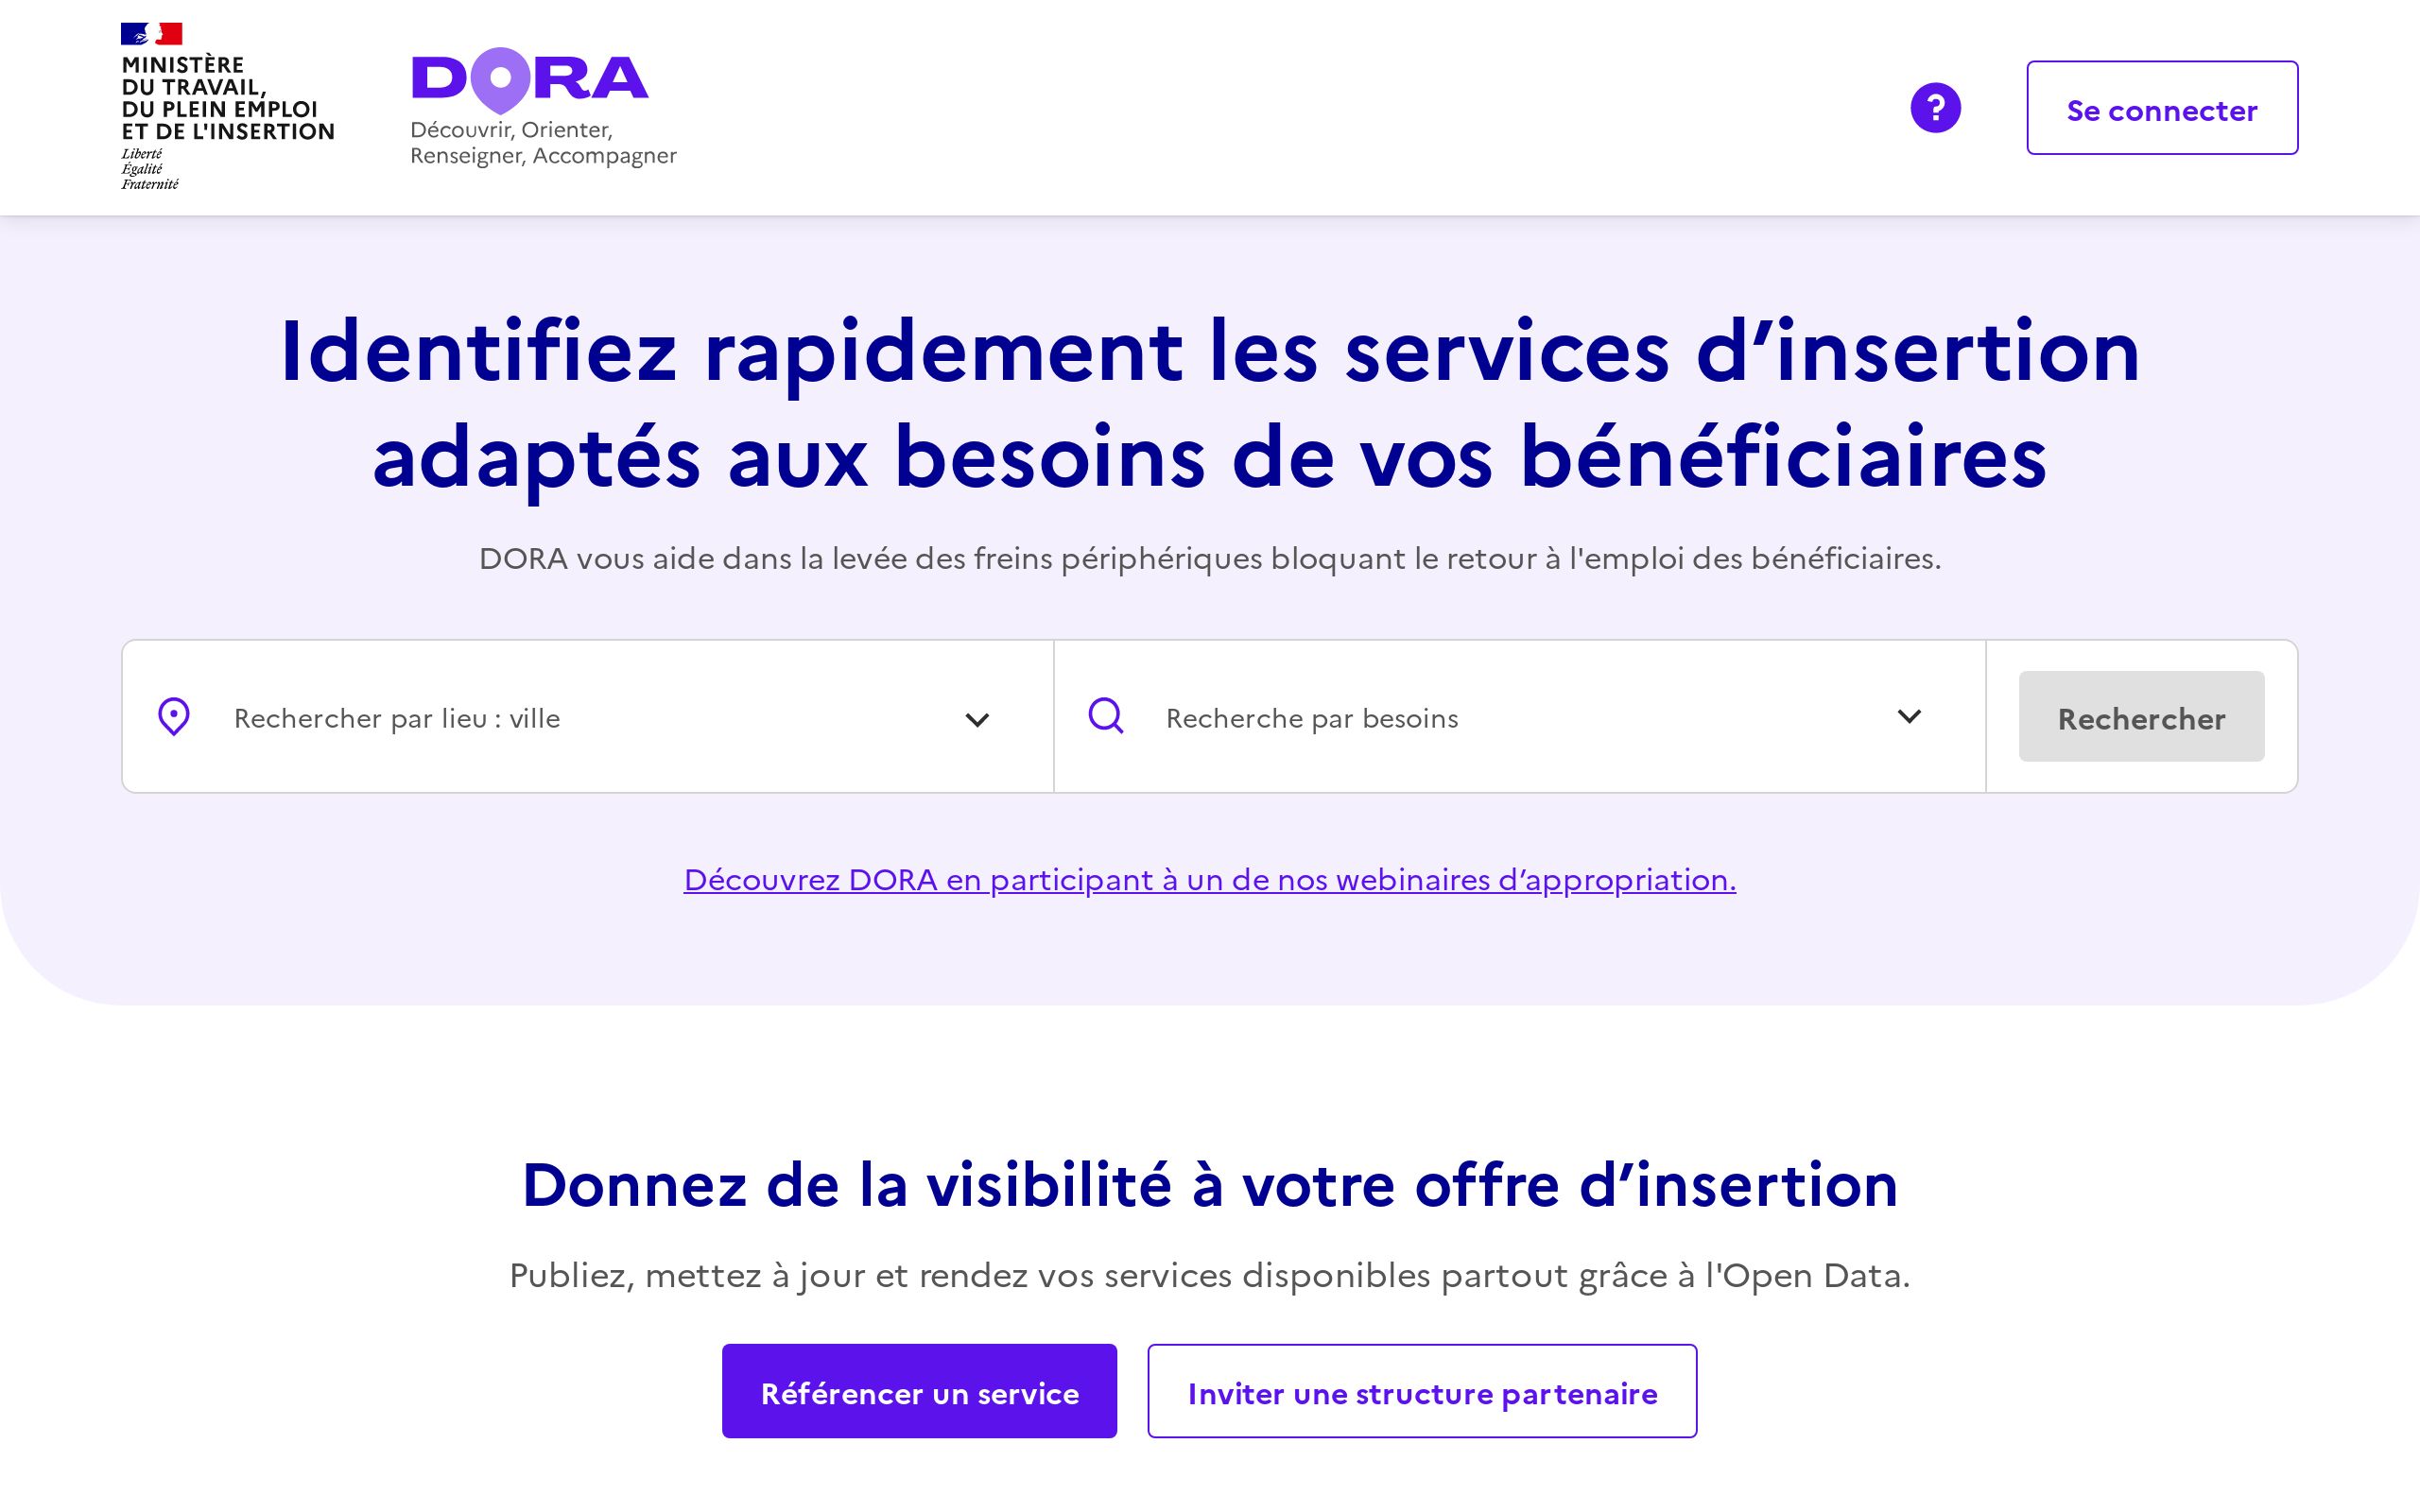 MINISTÈRE
DU TRAVAIL,
DU PLEIN EMPLOI
ET DE L'INSERTION
Liberté
Égalité
Fraternité
DORA
Découvrir, Orienter,
Renseigner, Accompagner
?
Se connecter
Identifiez rapidement les services d’insertion
adaptés aux besoins de vos bénéficiaires
DORA vous aide dans la levée des freins périphériques bloquant le retour à l'emploi des bénéficiaires.
Rechercher par lieu : ville
Recherche par besoins
Rechercher
Découvrez DORA en participant à un de nos webinaires d’appropriation.
Donnez de la visibilité à votre offre d’insertion
Publiez, mettez à jour et rendez vos services disponibles partout grâce à l'Open Data.
Référencer un service
Inviter une structure partenaire